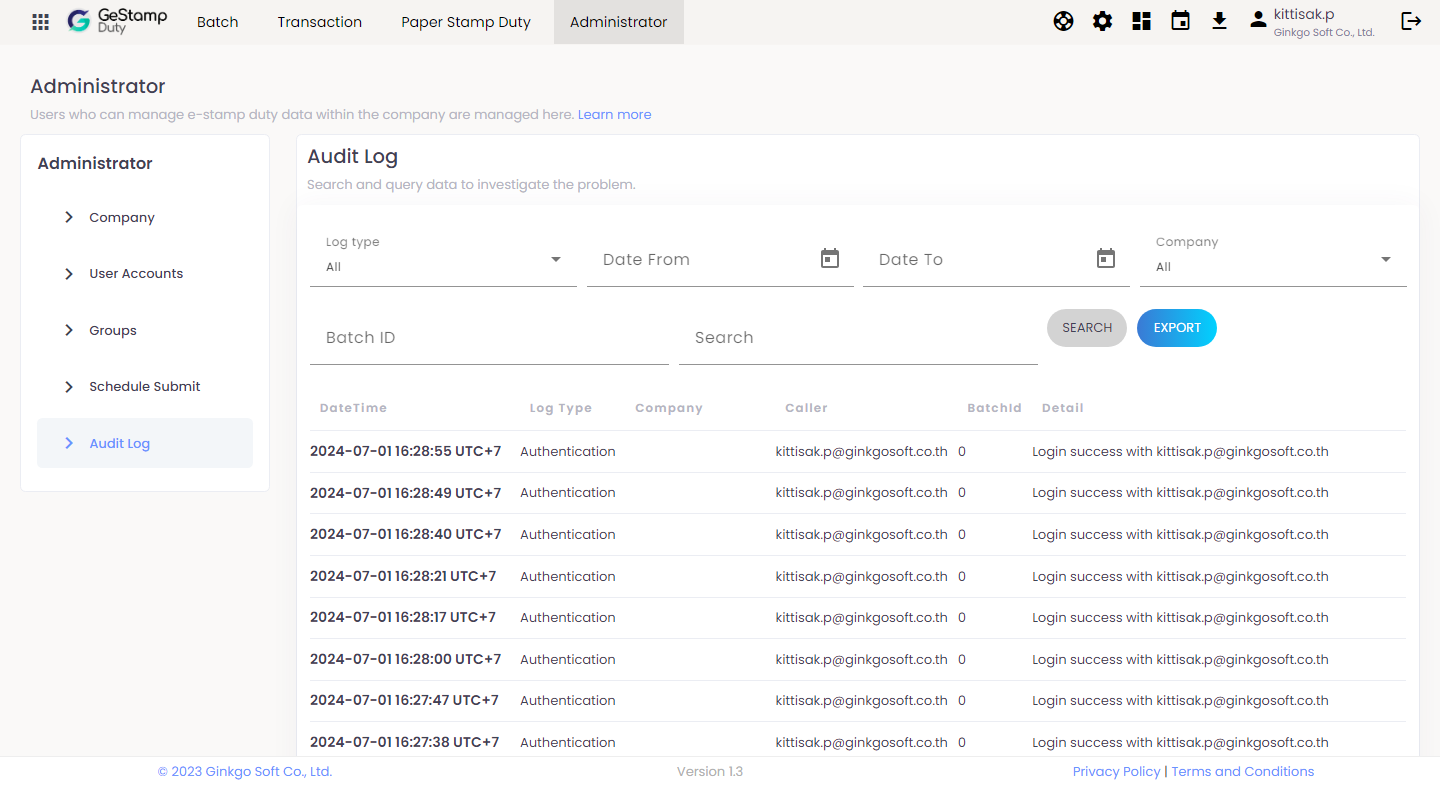 GeStamp
Duty
Batch
Transaction
Paper Stamp Duty
Administrator
kittisak.p
Ginkgo Soft Co., Ltd.
Administrator
Users who can manage e-stamp duty data within the company are managed here. Learn more
Administrator
Company
User Accounts
Groups
Schedule Submit
Audit Log
Audit Log
Search and query data to investigate the problem.
Log type
All
Date From
Date To
Company
All
Batch ID
Search
SEARCH
EXPORT
DateTime Log Type Company Caller BatchId Detail
2024-07-01 16:28:55 UTC+7 Authentication kittisak.p@ginkgosoft.co.th 0 Login success with kittisak.p@ginkgosoft.co.th
2024-07-01 16:28:49 UTC+7 Authentication kittisak.p@ginkgosoft.co.th 0 Login success with kittisak.p@ginkgosoft.co.th
2024-07-01 16:28:40 UTC+7 Authentication kittisak.p@ginkgosoft.co.th 0 Login success with kittisak.p@ginkgosoft.co.th
2024-07-01 16:28:21 UTC+7 Authentication kittisak.p@ginkgosoft.co.th 0 Login success with kittisak.p@ginkgosoft.co.th
2024-07-01 16:28:17 UTC+7 Authentication kittisak.p@ginkgosoft.co.th 0 Login success with kittisak.p@ginkgosoft.co.th
2024-07-01 16:28:00 UTC+7 Authentication kittisak.p@ginkgosoft.co.th 0 Login success with kittisak.p@ginkgosoft.co.th
2024-07-01 16:27:47 UTC+7 Authentication kittisak.p@ginkgosoft.co.th 0 Login success with kittisak.p@ginkgosoft.co.th
2024-07-01 16:27:38 UTC+7 Authentication kittisak.p@ginkgosoft.co.th 0 Login success with kittisak.p@ginkgosoft.co.th
© 2023 Ginkgo Soft Co., Ltd.
Version 1.3
Privacy Policy | Terms and Conditions